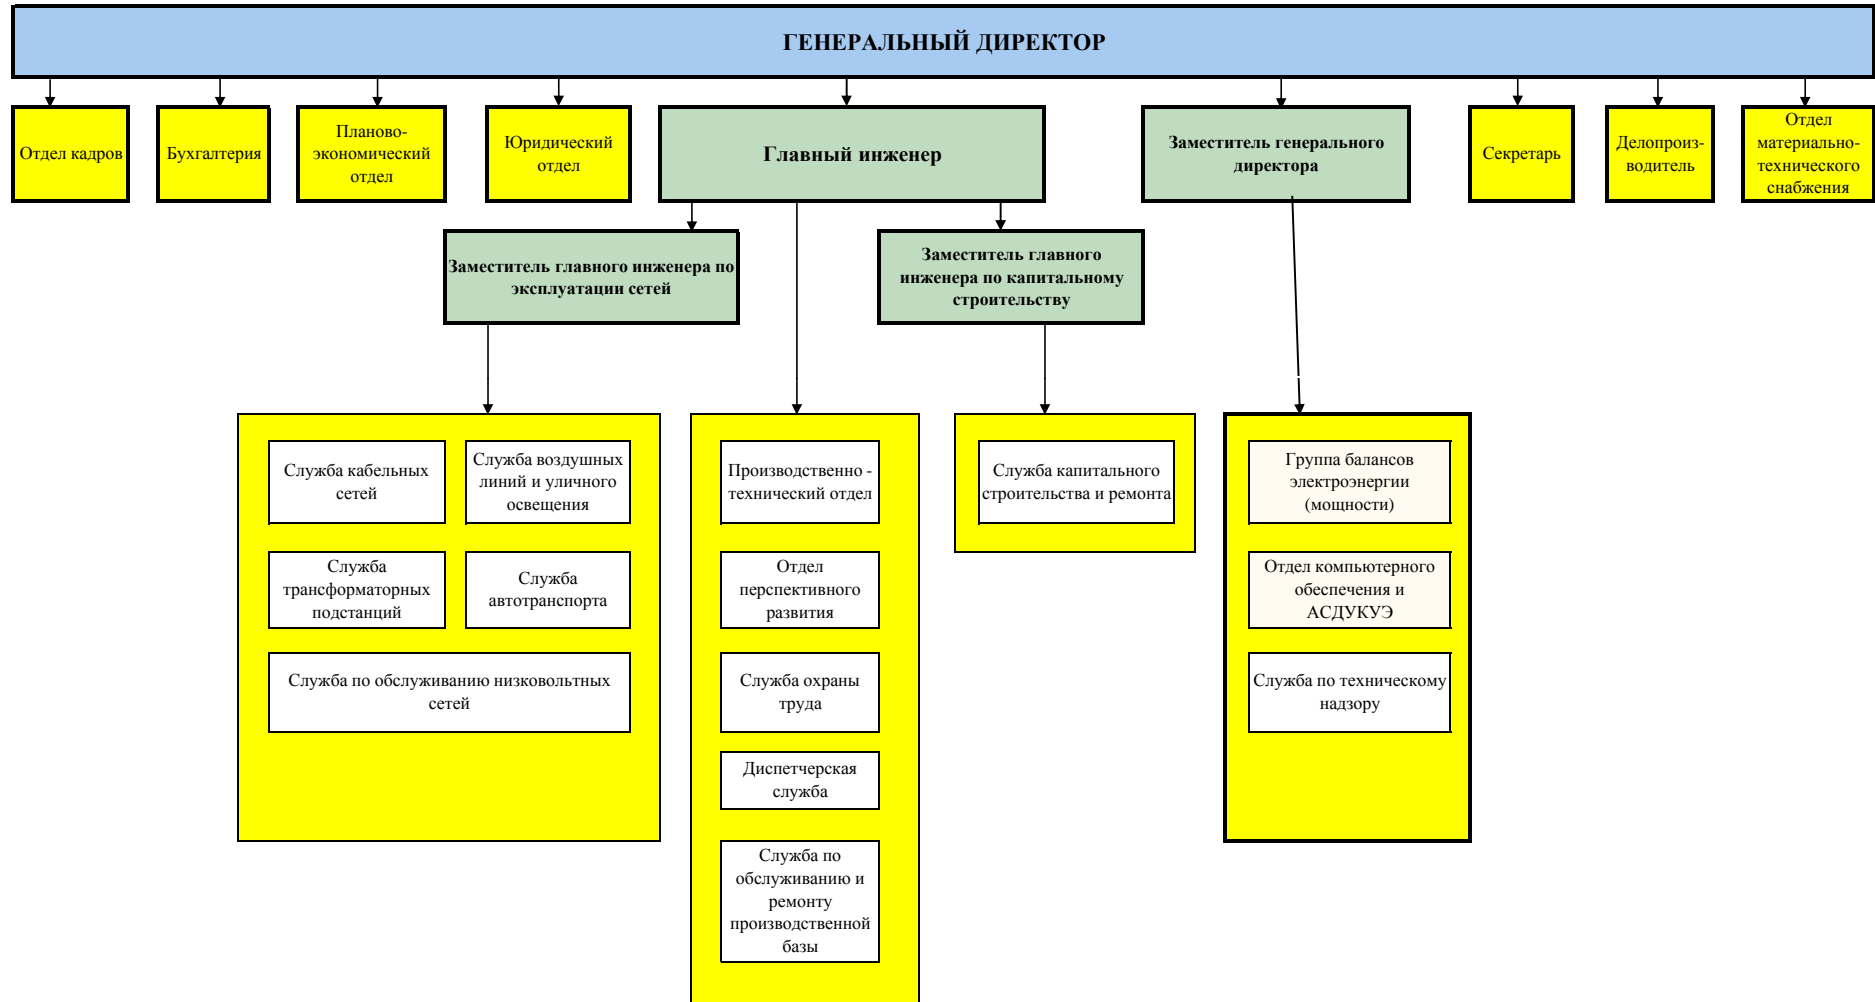 ГЕНЕРАЛЬНЫЙ ДИРЕКТОР
Отдел кадров
Бухгалтерия
Планово-
экономический
отдел
Юридический
отдел
Главный инженер
Заместитель генерального
директора
Секретарь
Делопроиз-
водитель
Отдел
материально-
технического
снабжения
Заместитель главного инженера по
эксплуатации сетей
Заместитель главного
инженера по капитальному
строительству
Служба кабельных
сетей
Служба воздушных
линий и уличного
освещения
Служба
трансформаторных
подстанций
Служба
автотранспорта
Служба по обслуживанию низковольтных
сетей
Производственно -
технический отдел
Отдел
перспективного
развития
Служба охраны
труда
Диспетчерская
служба
Служба по
обслуживанию и
ремонту
производственной
базы
Служба капитального
строительства и ремонта
Группа балансов
электроэнергии
(мощности)
Отдел компьютерного
обеспечения и
АСДУКУЭ
Служба по техническому
надзору